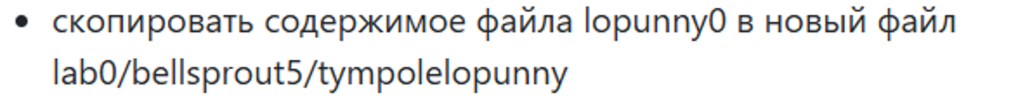 • скопировать содержимое файла lopunny0 в новый файл
lab0/bellsprout5/tympolelopunny